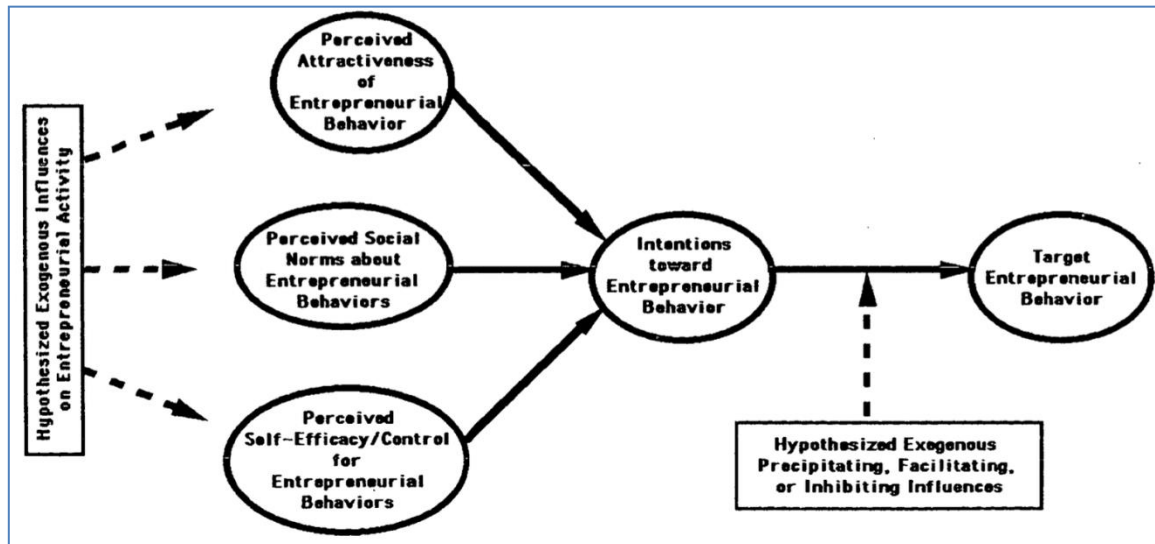 Hypothesized Exogenous Influences
on Entrepreneurial Activity
Perceived
Attractiveness
of
Entrepreneurial
Behavior
Perceived Social
Norms about
Entrepreneurial
Behaviors
Perceived
Self-Efficacy/Control
for
Entrepreneurial
Behaviors
Intentions
toward
Entrepreneurial
Behavior
Target
Entrepreneurial
Behavior
Hypothesized Exogenous
Precipitating, Facilitating,
or Inhibiting Influences